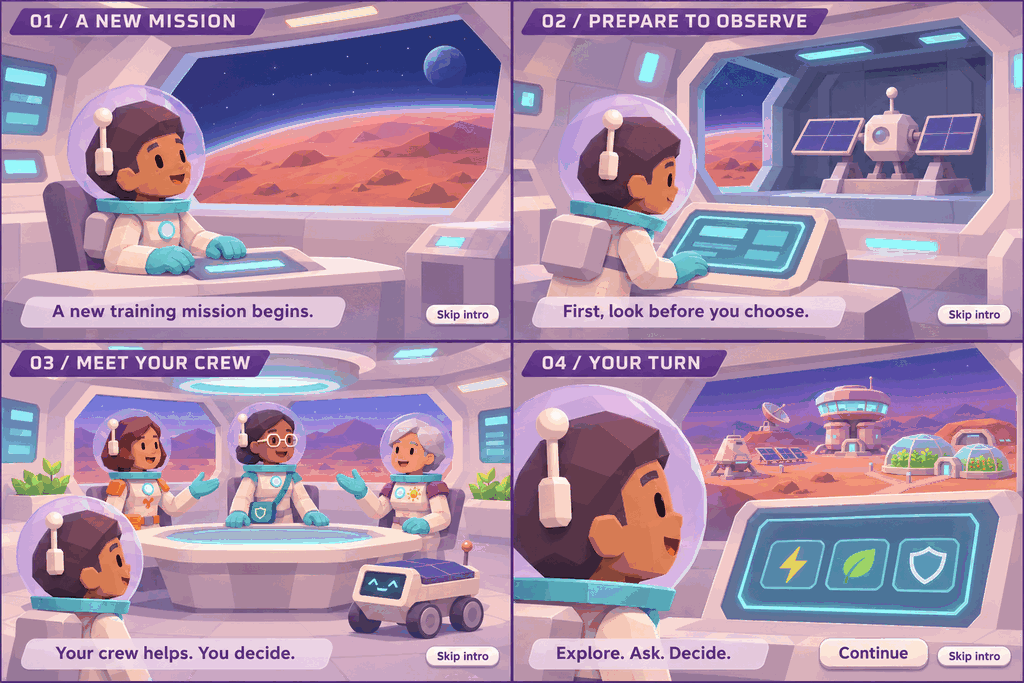 01 / A NEW MISSION
A new training mission begins.
Skip intro
02 / PREPARE TO OBSERVE
First, look before you choose.
Skip intro
03 / MEET YOUR CREW
Your crew helps. You decide.
Skip intro
04 / YOUR TURN
Explore. Ask. Decide.
Continue
Skip intro